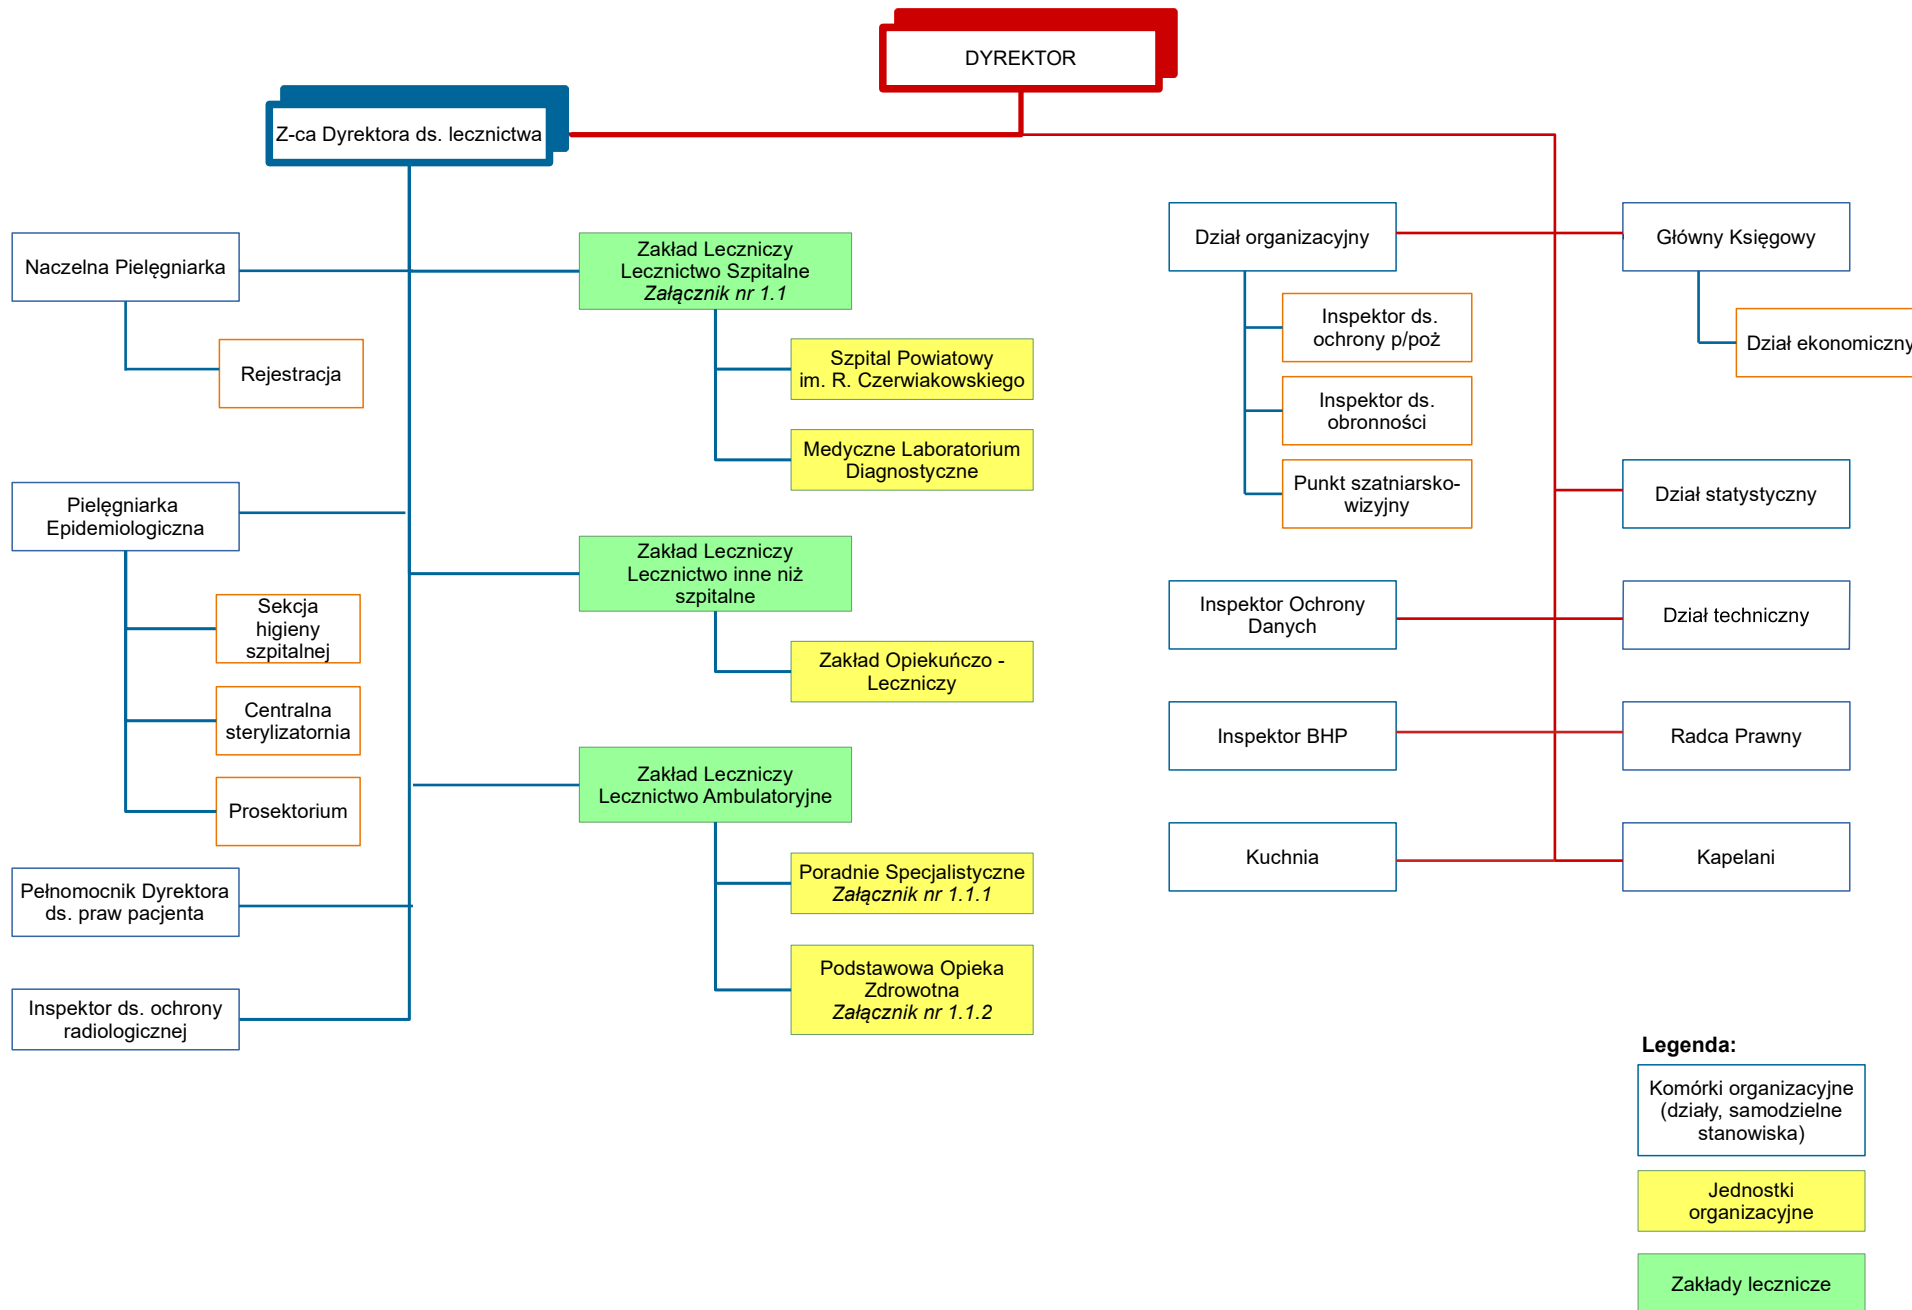 DYREKTOR
Z-ca Dyrektora ds. lecznictwa
Naczelna Pielęgniarka
Rejestracja
Pielęgniarka
Epidemiologiczna
Sekcja
higieny
szpitalnej
Centralna
sterylizatornia
Prosektorium
Pełnomocnik Dyrektora
ds. praw pacjenta
Inspektor ds. ochrony
radiologicznej
Zakład Leczniczy
Lecznictwo Szpitalne
Załącznik nr 1.1
Szpital Powiatowy
im. R. Czerwiakowskiego
Medyczne Laboratorium
Diagnostyczne
Zakład Leczniczy
Lecznictwo inne niż
szpitalne
Zakład Opiekuńczo -
Leczniczy
Zakład Leczniczy
Lecznictwo Ambulatoryjne
Poradnie Specjalistyczne
Załącznik nr 1.1.1
Podstawowa Opieka
Zdrowotna
Załącznik nr 1.1.2
Dział organizacyjny
Inspektor ds.
ochrony p/poż
Inspektor ds.
obronności
Punkt szatniarsko-
wizyjny
Inspektor Ochrony
Danych
Inspektor BHP
Kuchnia
Główny Księgowy
Dział ekonomiczny
Dział statystyczny
Dział techniczny
Radca Prawny
Kapelani
Legenda:
Komórki organizacyjne
(działy, samodzielne
stanowiska)
Jednostki
organizacyjne
Zakłady lecznicze